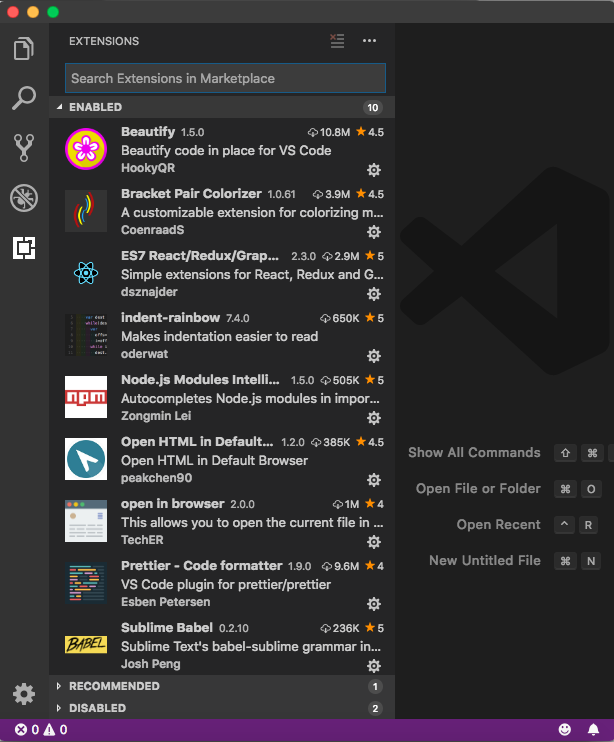 EXTENSIONS
Search Extensions in Marketplace
ENABLED 10
Beautify 1.5.0 10.8M 4.5
Beautify code in place for VS Code
HookyQR
Bracket Pair Colorizer 1.0.61 3.9M 4.5
A customizable extension for colorizing m...
CoenraadS
ES7 React/Redux/Grap... 2.3.0 2.9M 5
Simple extensions for React, Redux and G...
dsznajder
indent-rainbow 7.4.0 650K 5
Makes indentation easier to read
oderwat
Node.js Modules Intelli... 1.5.0 505K 5
Autocompletes Node.js modules in impor...
Zongmin Lei
npm
Open HTML in Default... 1.2.0 385K 4.5
Open HTML in Default Browser
peakchen90
open in browser 2.0.0 1M 4
This allows you to open the current file in ...
TechER
Prettier - Code formatter 1.9.0 9.6M 4
VS Code plugin for prettier/prettier
Esben Petersen
Sublime Babel 0.2.10 236K 5
Sublime Text's babel-sublime grammar in...
Josh Peng
BABEL
RECOMMENDED 1
DISABLED 2
Show All Commands ⇧ ⌘
Open File or Folder ⌘ O
Open Recent ^ R
New Untitled File ⌘ N
0 0